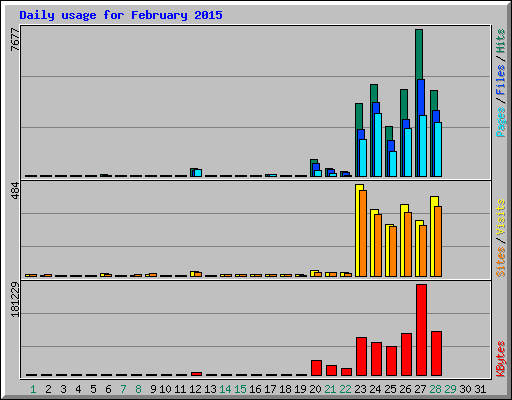 Daily usage for February 2015
7677
Pages / Files / Hits
484
Sites / Visits
181229
KBytes
1 2 3 4 5 6 7 8 9 10 11 12 13 14 15 16 17 18 19 20 21 22 23 24 25 26 27 28 29 30 31